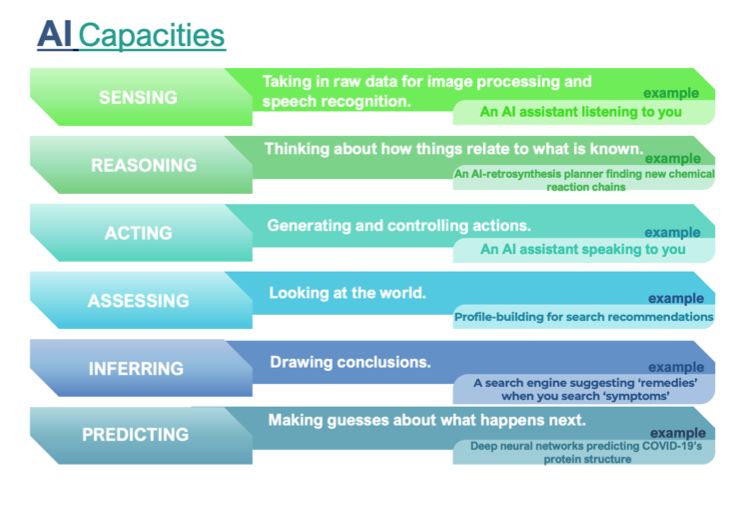 AI Capacities
SENSING
Taking in raw data for image processing and
speech recognition.
example
An AI assistant listening to you
REASONING
Thinking about how things relate to what is known.
example
An AI-retrosynthesis planner finding new chemical
reaction chains
ACTING
Generating and controlling actions.
example
An AI assistant speaking to you
ASSESSING
Looking at the world.
example
Profile-building for search recommendations
INFERRING
Drawing conclusions.
example
A search engine suggesting ‘remedies’
when you search ‘symptoms’
PREDICTING
Making guesses about what happens next.
example
Deep neural networks predicting COVID-19's
protein structure